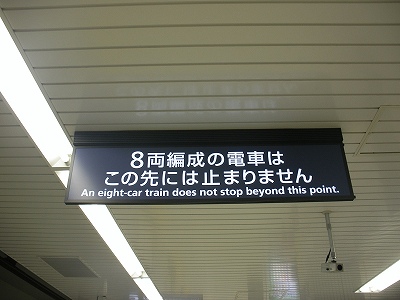 8両編成の電車は
この先には止まりません
An eight-car train does not stop beyond this point.